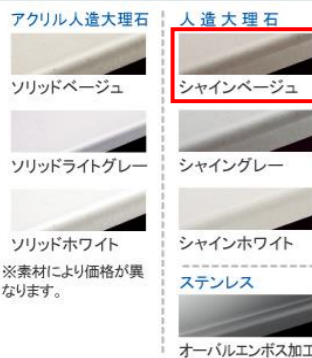 アクリル人造大理石
ソリッドベージュ
ソリッドライトグレー
ソリッドホワイト
※素材により価格が異
なります。
人造大理石
シャインベージュ
シャイングレー
シャインホワイト
ステンレス
オーバルエンボス加工